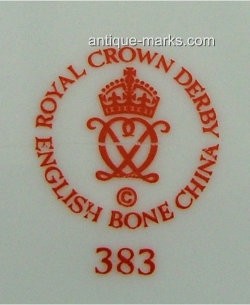 antique-marks.com
ROYAL CROWN DERBY
ENGLISH BONE CHINA
©
383